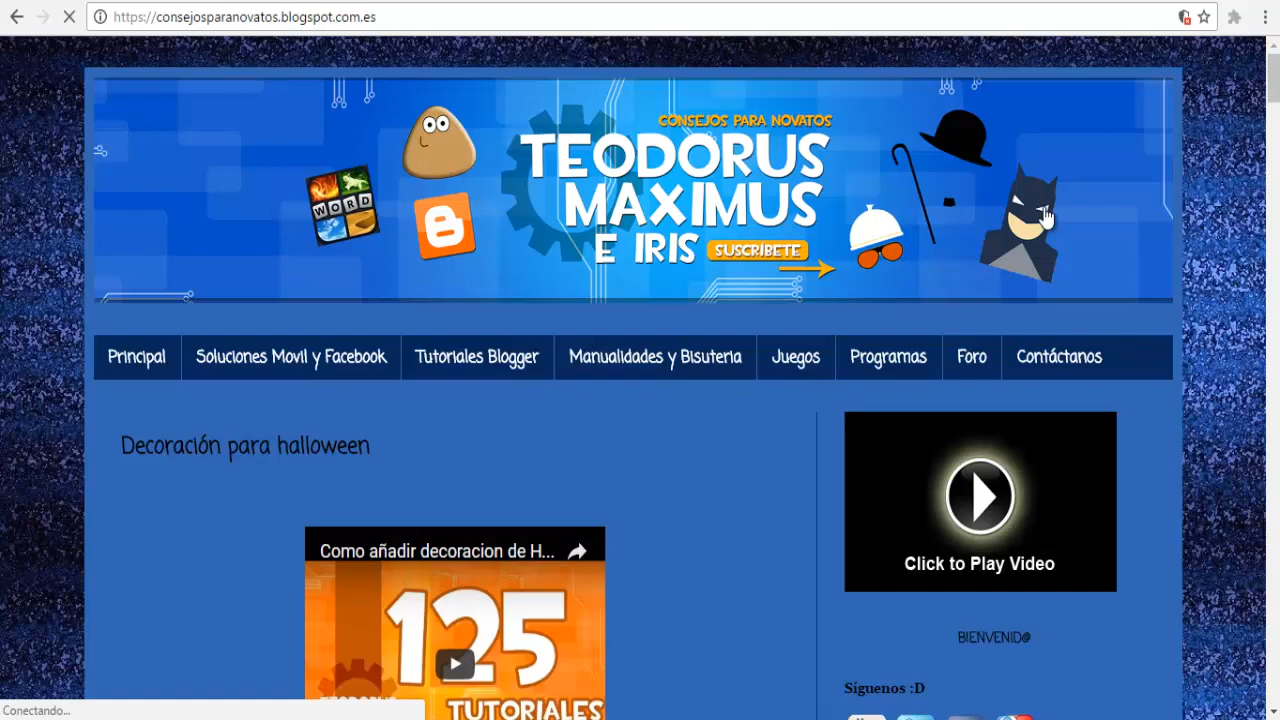 https://consejosparanovatos.blogspot.com.es
CONSEJOS PARA NOVATOS
TEODORUS
MAXIMUS
E IRIS SUSCRÍBETE
WORD
Principal Soluciones Movil y Facebook Tutoriales Blogger Manualidades y Bisuteria Juegos Programas Foro Contáctanos
Decoración para halloween
Como añadir decoracion de H...
125
TUTORIALES
Click to Play Video
BIENVENID@
Síguenos :D
Conectando...